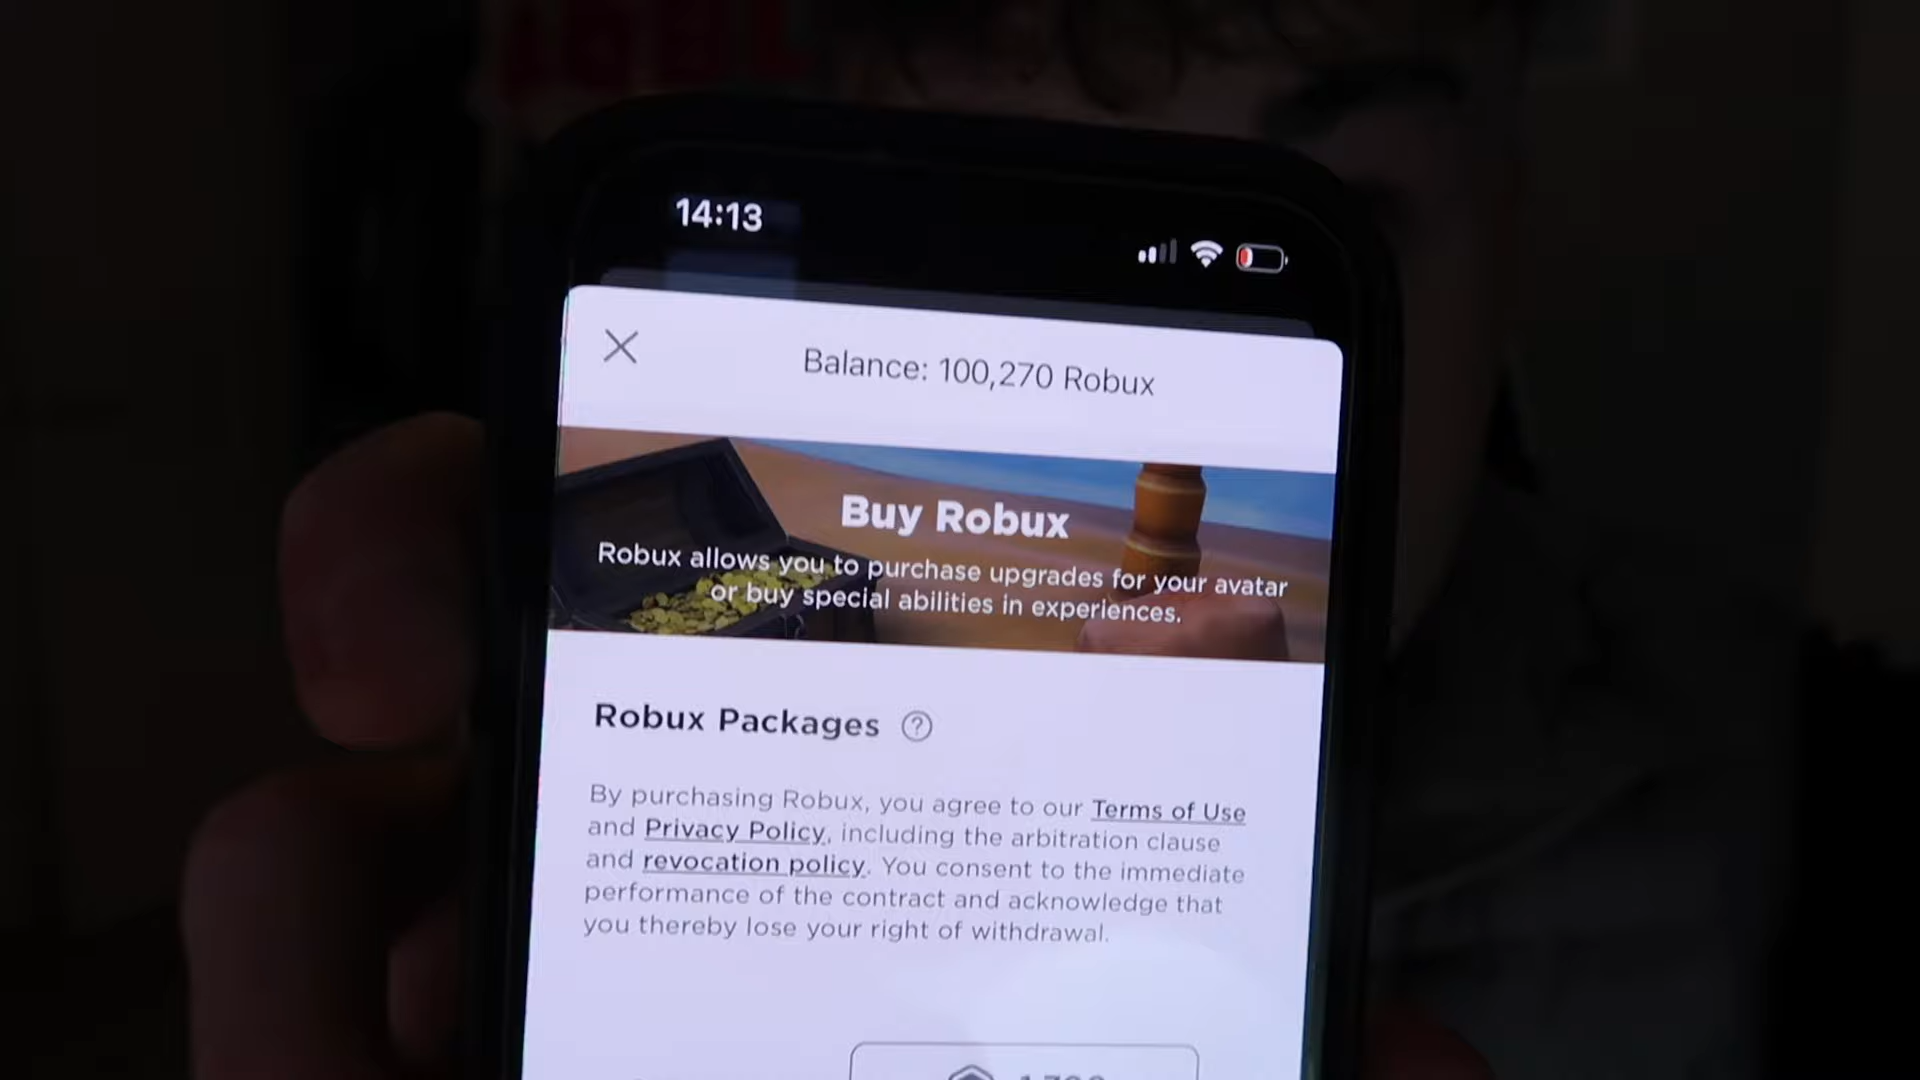 14:13
Balance: 100,270 Robux
Buy Robux
Robux allows you to purchase upgrades for your avatar
or buy special abilities in experiences.
Robux Packages ?
By purchasing Robux, you agree to our Terms of Use
and Privacy Policy, including the arbitration clause
and revocation policy. You consent to the immediate
performance of the contract and acknowledge that
you thereby lose your right of withdrawal.